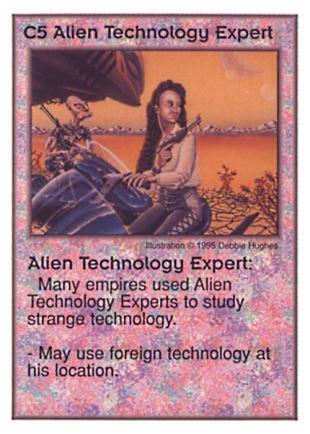 C5 Alien Technology Expert
Illustration © 1995 Debbie Hughes
Alien Technology Expert:
Many empires used Alien
Technology Experts to study
strange technology.
- May use foreign technology at
his location.